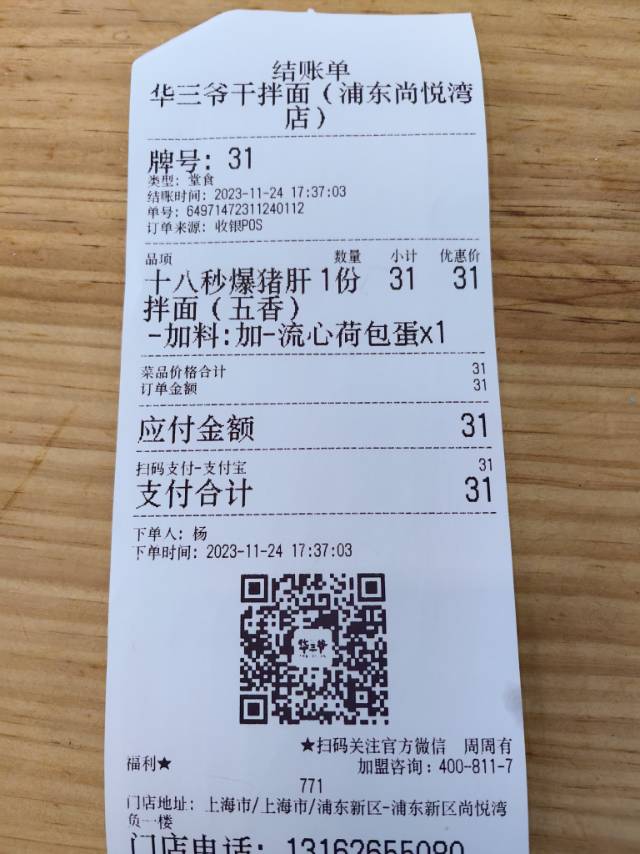 结账单
华三爷干拌面（浦东尚悦湾
店）
牌号: 31
类型: 堂食
结账时间: 2023-11-24 17:37:03
单号: 64971472311240112
订单来源: 收银POS
品项 数量 小计 优惠价
十八秒爆猪肝 1份 31 31
拌面（五香）
-加料:加-流心荷包蛋x1
菜品价格合计 31
订单金额 31
应付金额 31
扫码支付-支付宝 31
支付合计 31
下单人: 杨
下单时间: 2023-11-24 17:37:03
华三爷
★扫码关注官方微信 周周有
福利★ 加盟咨询：400-811-7
771
门店地址: 上海市/上海市/浦东新区-浦东新区尚悦湾
负一楼
门店电话: 13162655080